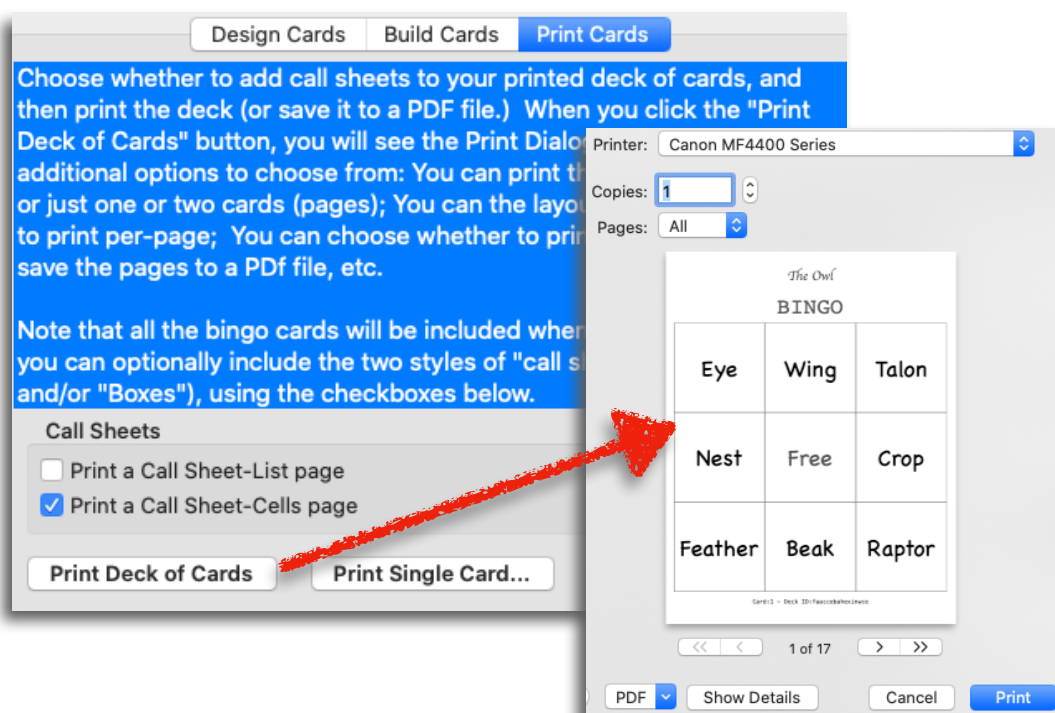 Design Cards Build Cards Print Cards
Choose whether to add call sheets to your printed deck of cards, and
then print the deck (or save it to a PDF file.) When you click the "Print
Deck of Cards" button, you will see the Print
additional options to choose from: You can print
or just one or two cards (pages); You can the
to print per-page; You can choose whether to
save the pages to a PDf file, etc.
Note that all the bingo cards will be included
you can optionally include the two styles of "call
and/or "Boxes"), using the checkboxes below.
Call Sheets
Print a Call Sheet-List page
Print a Call Sheet-Cells page
Print Deck of Cards Print Single Card...
Printer: Canon MF4400 Series
Copies: 1
Pages: All
The Owl
BINGO
Eye Wing Talon
Nest Free Crop
Feather Beak Raptor
Card:1 - Deck
<< < 1 of 17 > >>
PDF Show Details Cancel Print